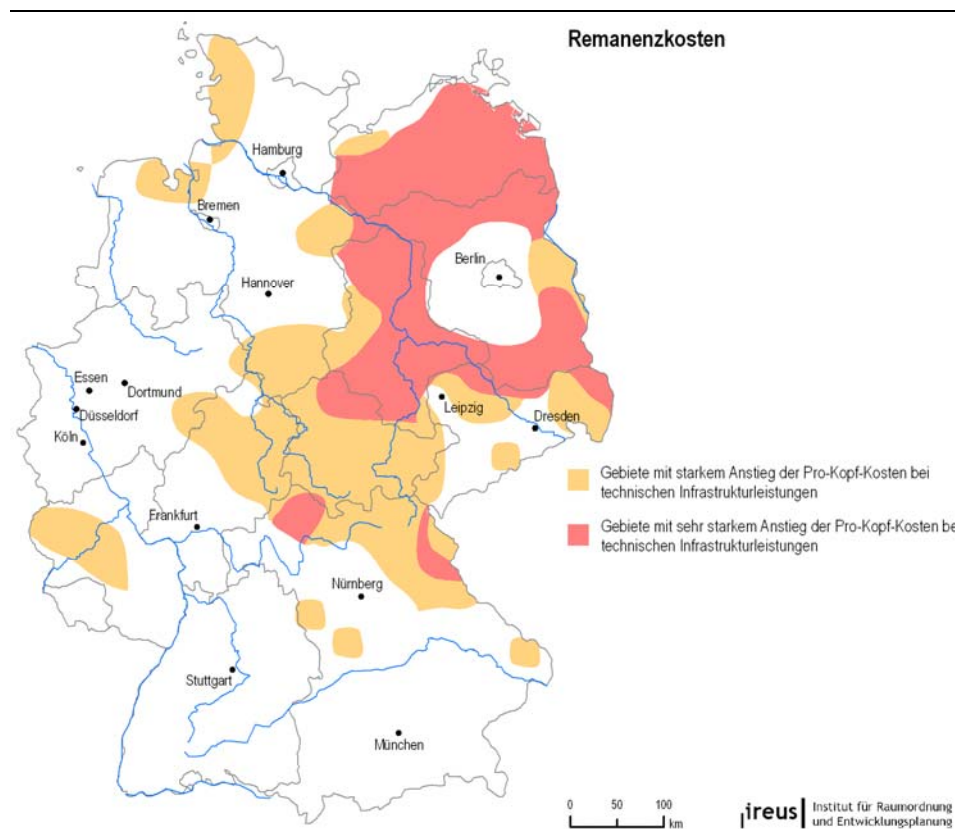 Remanenzkosten
Hamburg
Bremen
Berlin
Hannover
Essen
Dortmund
Düsseldorf
Leipzig
Köln
Dresden
Gebiete mit starkem Anstieg der Pro-Kopf-Kosten bei
technischen Infrastrukturleistungen
Frankfurt
Gebiete mit sehr starkem Anstieg der Pro-Kopf-Kosten be
technischen Infrastrukturleistungen
Nürnberg
Stuttgart
München
0 50 100
km
ireus
Institut für Raumordnung
und Entwicklungsplanung